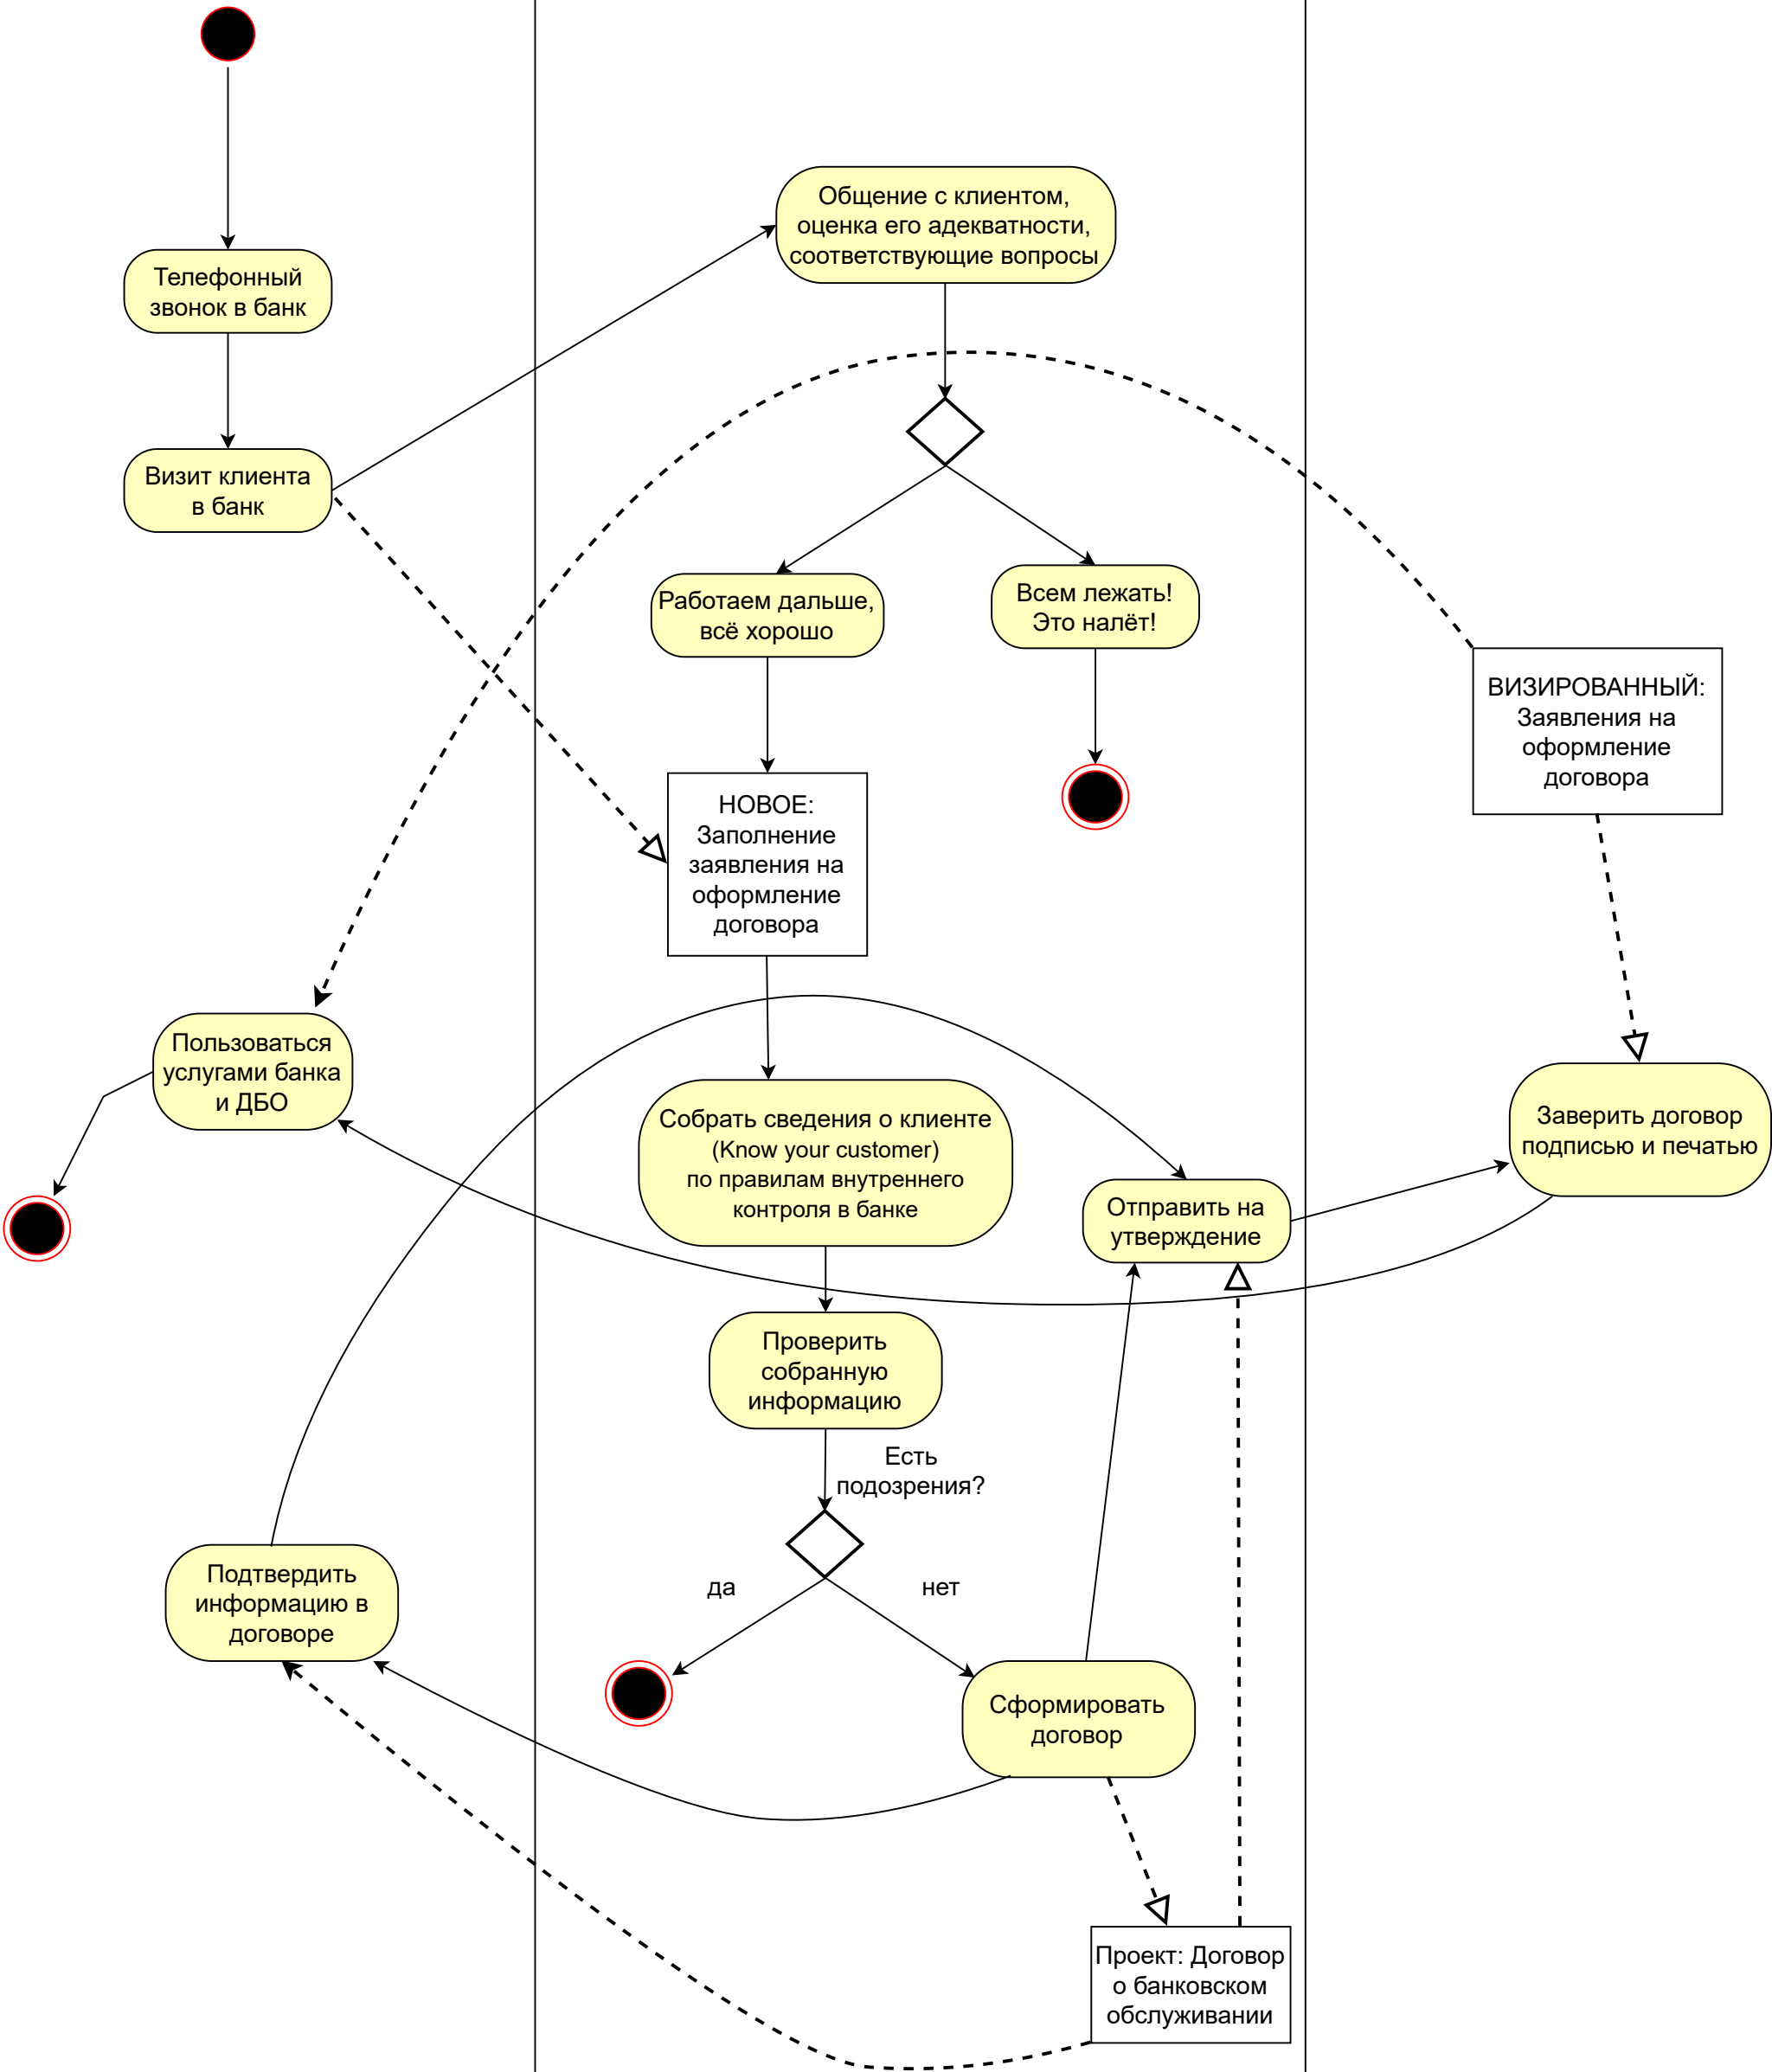 Общение с клиентом,
оценка его адекватности,
соответствующие вопросы
Телефонный
звонок в банк
Визит клиента
в банк
Работаем дальше,
всё хорошо
Всем лежать!
Это налёт!
ВИЗИРОВАННЫЙ:
Заявления на
оформление
договора
НОВОЕ:
Заполнение
заявления на
оформление
договора
Пользоваться
услугами банка
и ДБО
Собрать сведения о клиенте
(Know your customer)
по правилам внутреннего
контроля в банке
Заверить договор
подписью и печатью
Отправить на
утверждение
Проверить
собранную
информацию
Есть
подозрения?
да
нет
Подтвердить
информацию в
договоре
Сформировать
договор
Проект: Договор
о банковском
обслуживании